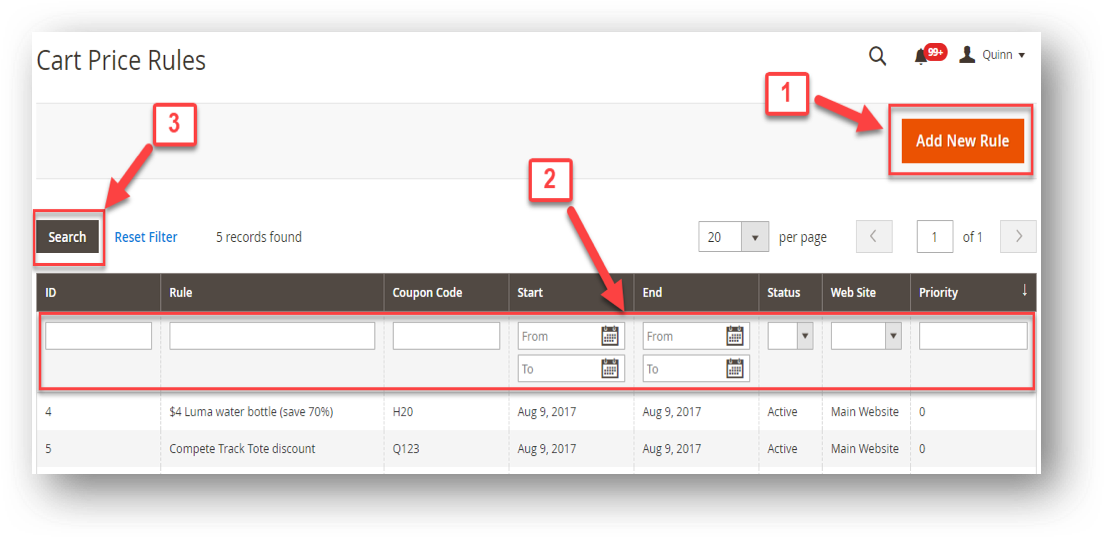 Cart Price Rules
99+
Quinn
1
Add New Rule
3
2
Search Reset Filter 5 records found 20 per page 1 of 1
ID Rule Coupon Code Start End Status Web Site Priority ↓
From From
To To
4 $4 Luma water bottle (save 70%) H20 Aug 9, 2017 Aug 9, 2017 Active Main Website 0
5 Compete Track Tote discount Q123 Aug 9, 2017 Aug 9, 2017 Active Main Website 0